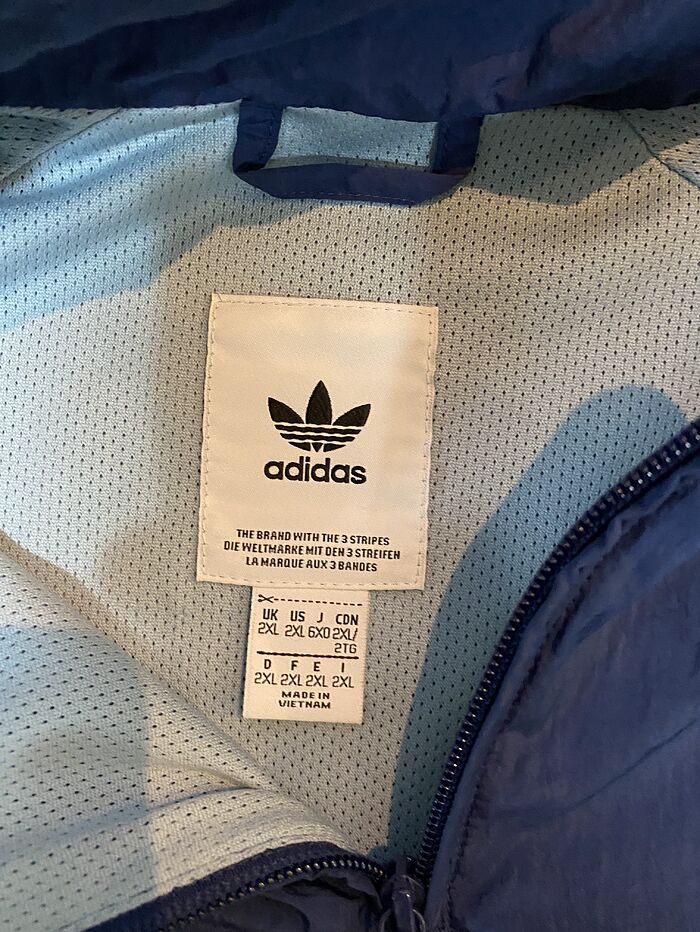 adidas
THE BRAND WITH THE 3 STRIPES
DIE WELTMARKE MIT DEN 3 STREIFEN
LA MARQUE AUX 3 BANDES
UK US J CDN
2XL 2XL 6XO 2XL/
2TG
D F E I
2XL 2XL 2XL 2XL
MADE IN
VIETNAM